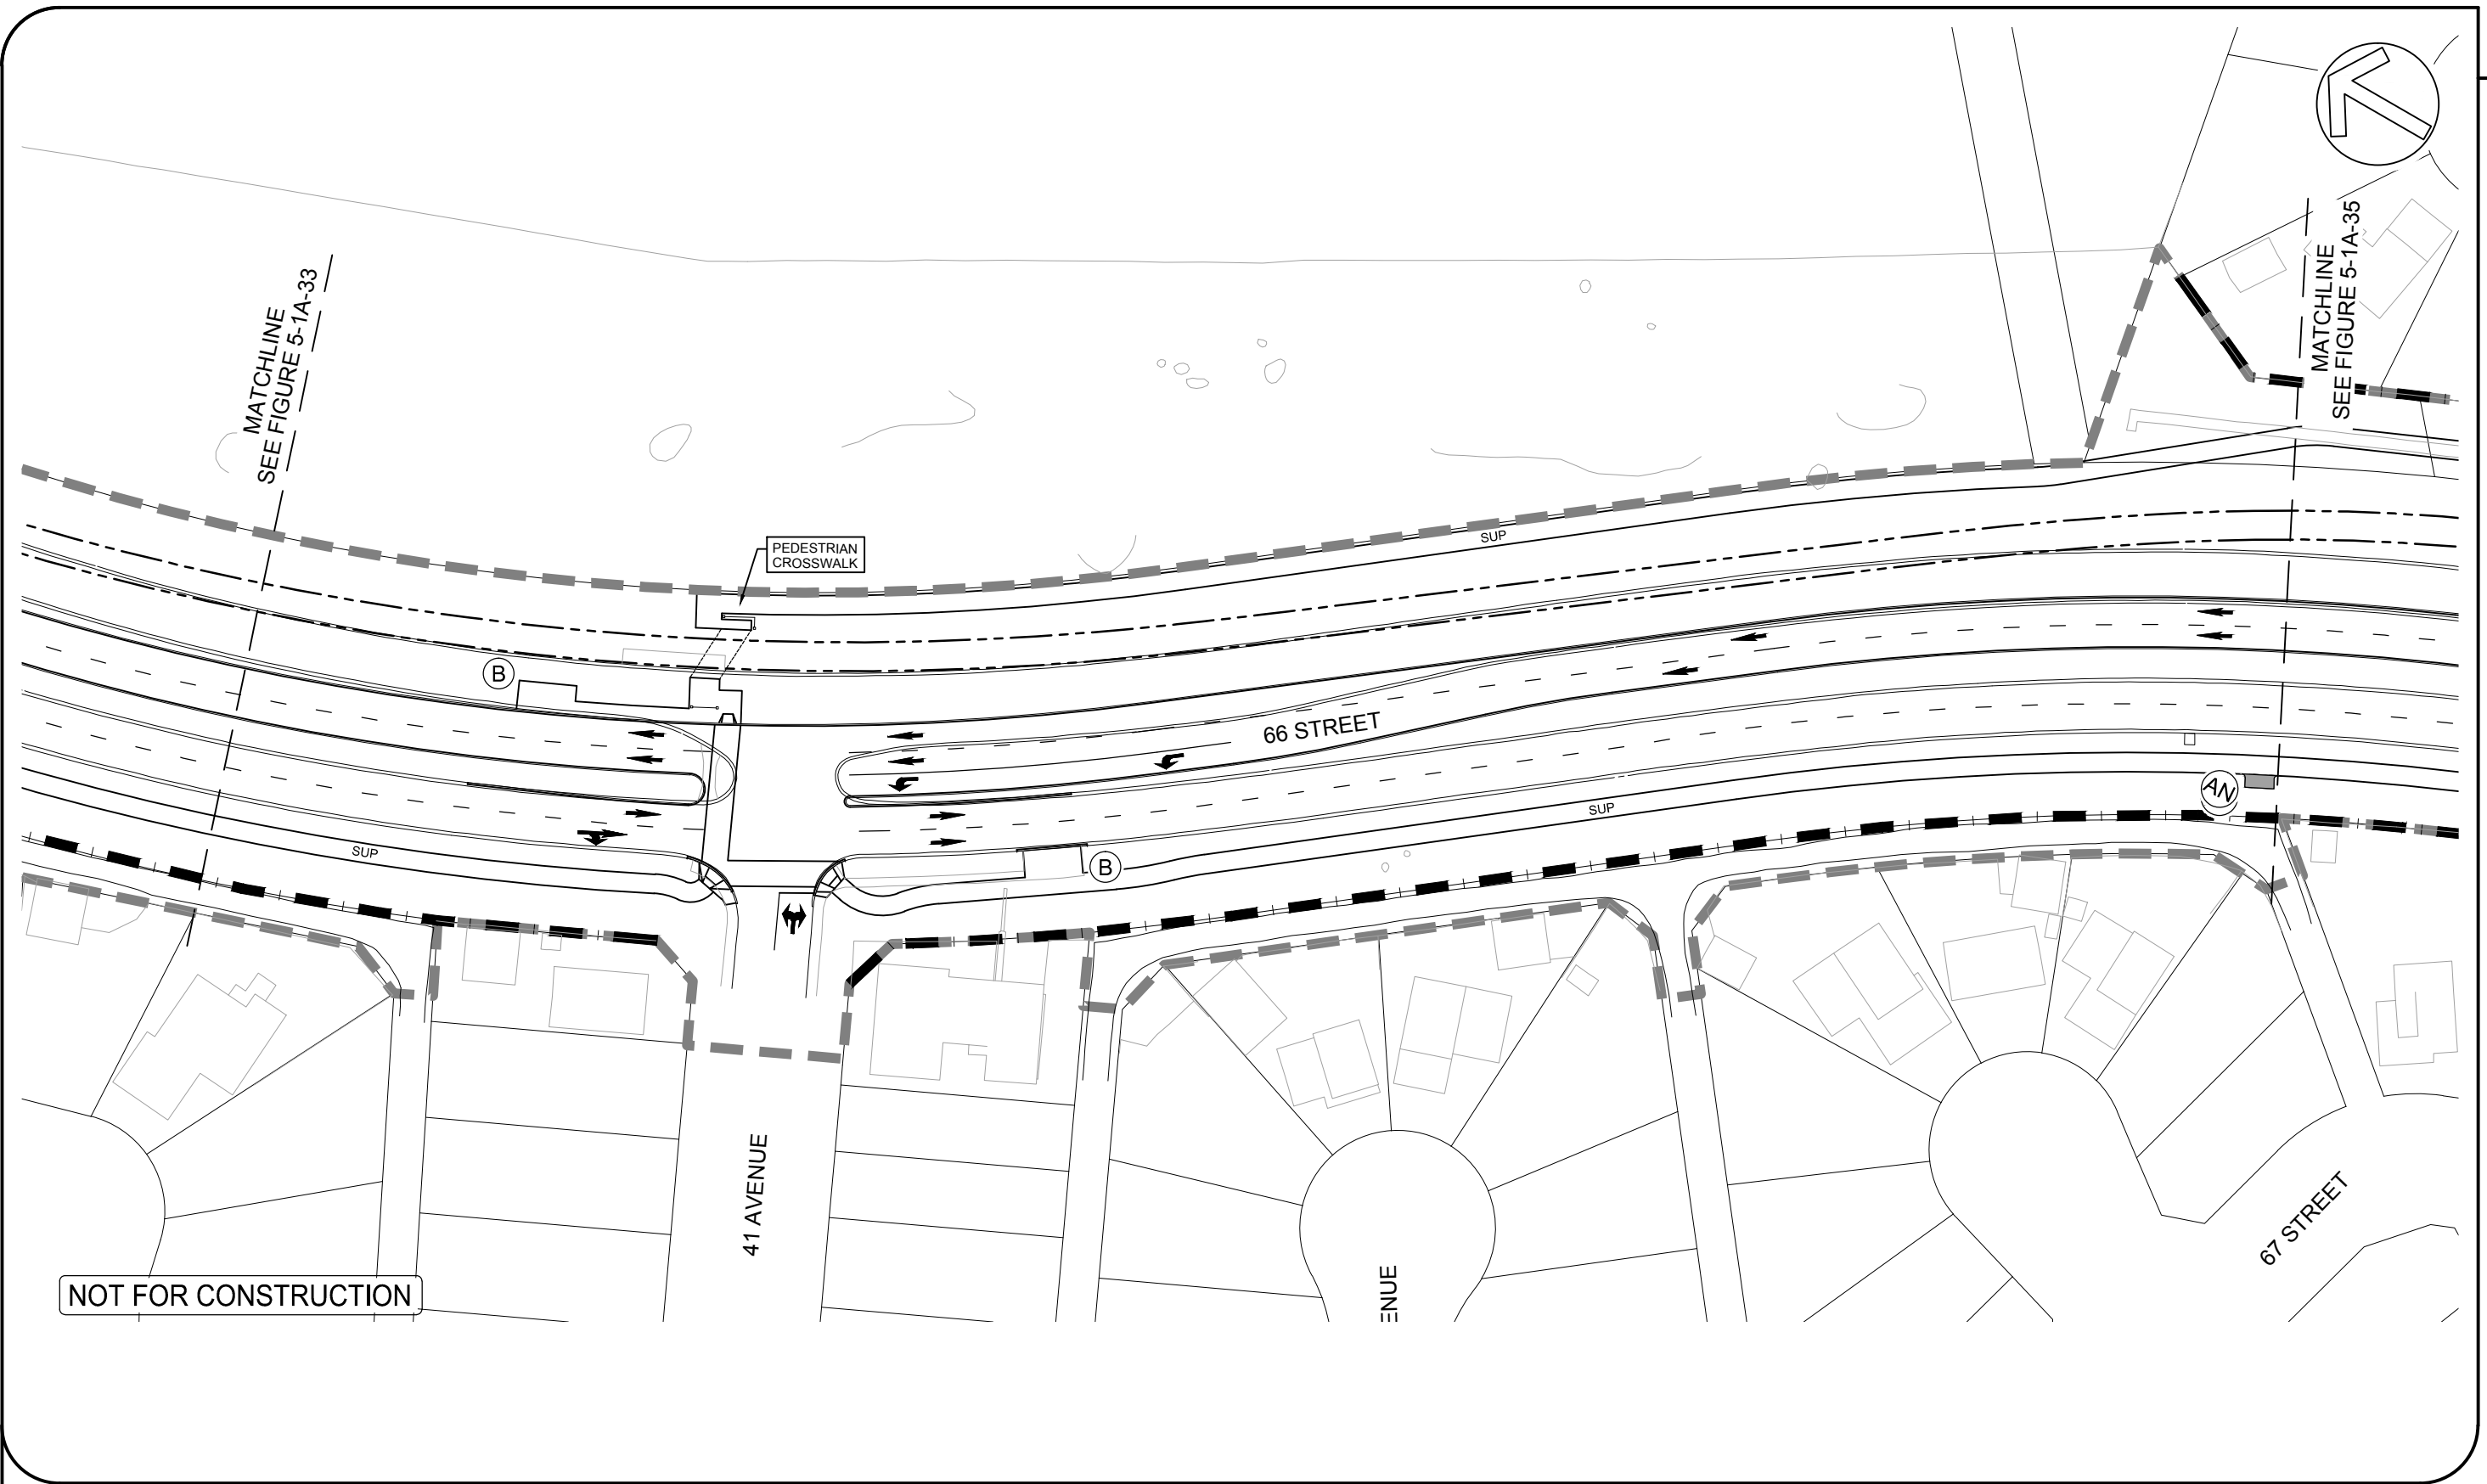 MATCHLINE
SEE FIGURE 5-1A-33
MATCHLINE
SEE FIGURE 5-1A-35
PEDESTRIAN
CROSSWALK
SUP
B
66 STREET
AN
SUP
SUP
B
41 AVENUE
ENUE
67 STREET
NOT FOR CONSTRUCTION